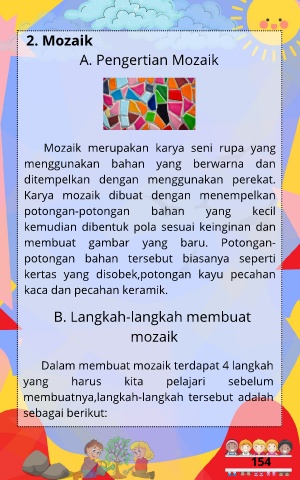 2. Mozaik
A. Pengertian Mozaik
Mozaik merupakan karya seni rupa yang
menggunakan bahan yang berwarna dan
ditempelkan dengan menggunakan perekat.
Karya mozaik dibuat dengan menempelkan
potongan-potongan bahan yang kecil
kemudian dibentuk pola sesuai keinginan dan
membuat gambar yang baru. Potongan-
potongan bahan tersebut biasanya seperti
kertas yang disobek,potongan kayu pecahan
kaca dan pecahan keramik.
B. Langkah-langkah membuat
mozaik
Dalam membuat mozaik terdapat 4 langkah
yang harus kita pelajari sebelum
membuatnya,langkah-langkah tersebut adalah
sebagai berikut:
154